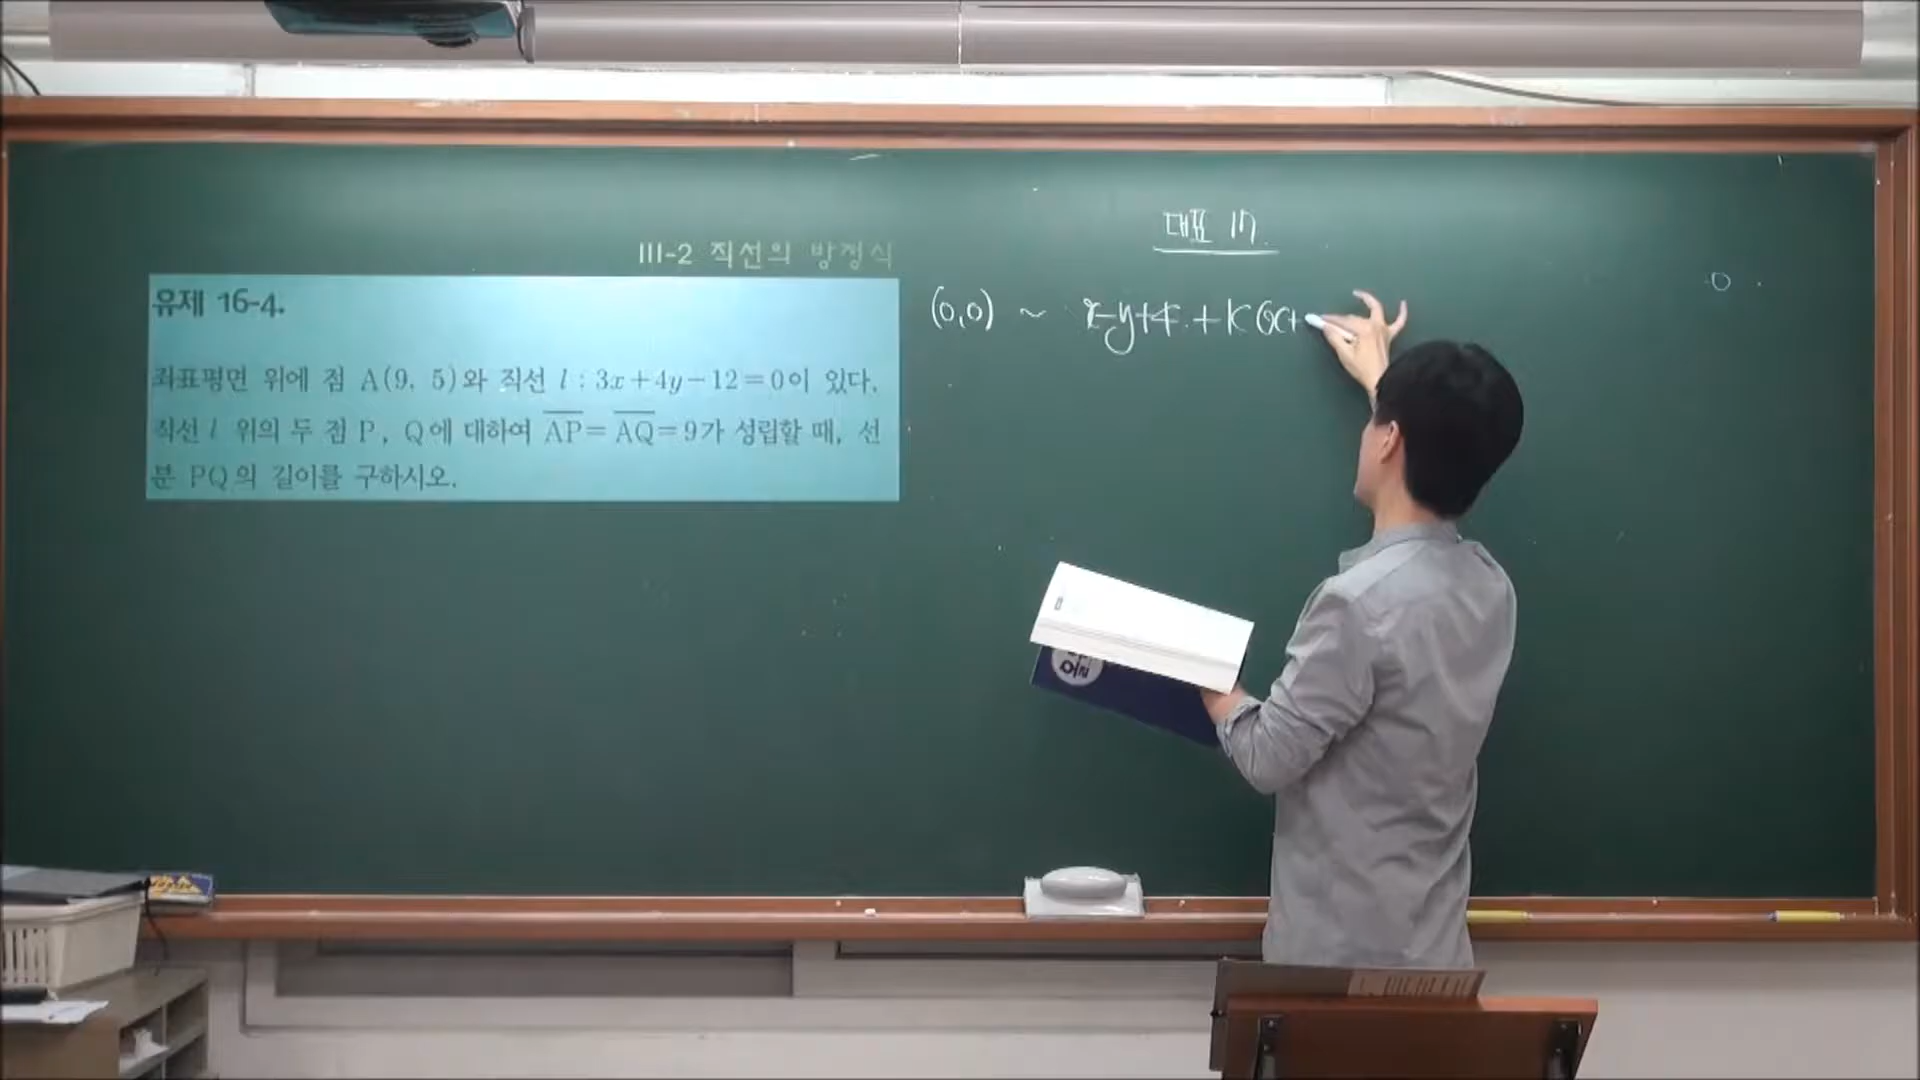 III-2 직선의 방정식
유제 16-4.
좌표평면 위에 점 A(9, 5)와 직선 l : 3x+4y-12=0이 있다.
직선 l 위의 두 점 P, Q에 대하여 AP=AQ=9가 성립할 때, 선
분 PQ의 길이를 구하시오.
대표 17.
(0,0) ~ x-y+4 + K(x+